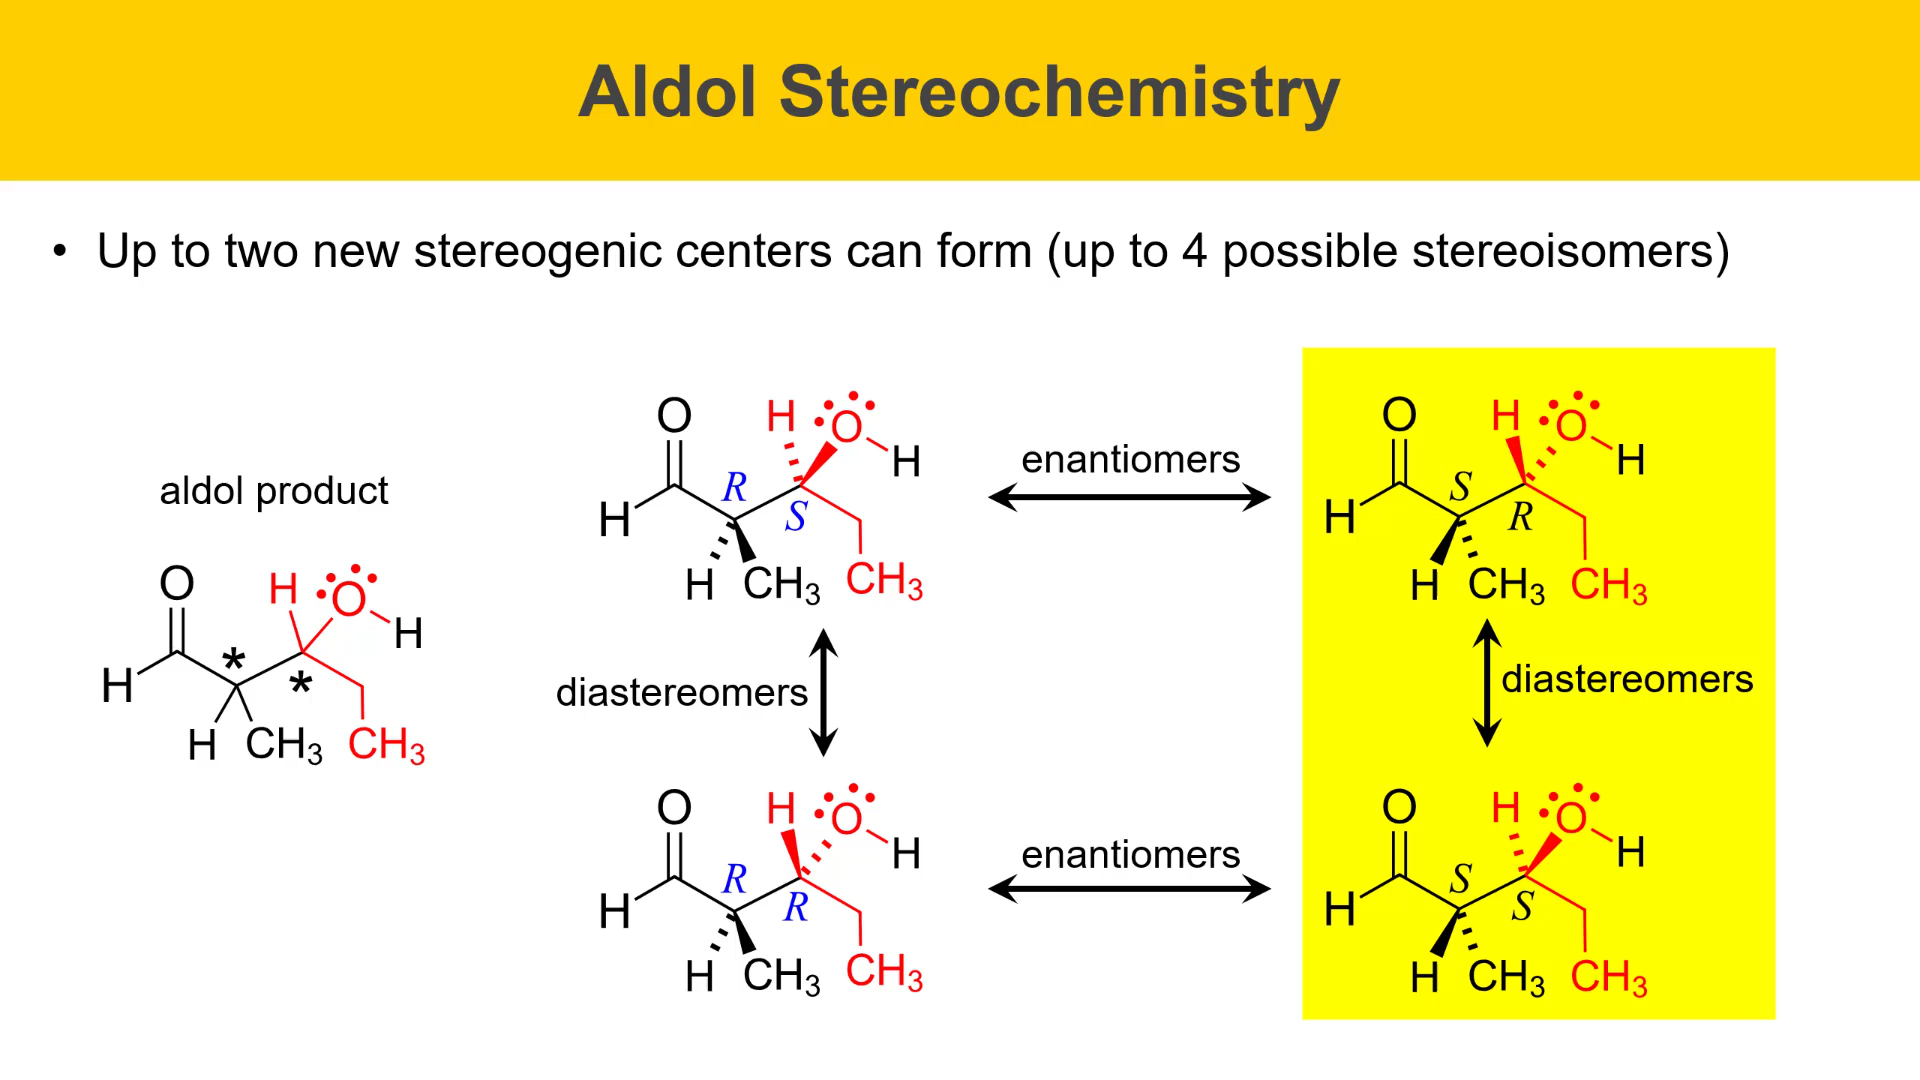 Aldol Stereochemistry
• Up to two new stereogenic centers can form (up to 4 possible stereoisomers)
aldol product
O H O H
H * *
H CH₃ CH₃
O H O H
H R S
H CH₃ CH₃
enantiomers
O H O H
H S R
H CH₃ CH₃
diastereomers
diastereomers
O H O H
H R R
H CH₃ CH₃
enantiomers
O H O H
H S S
H CH₃ CH₃